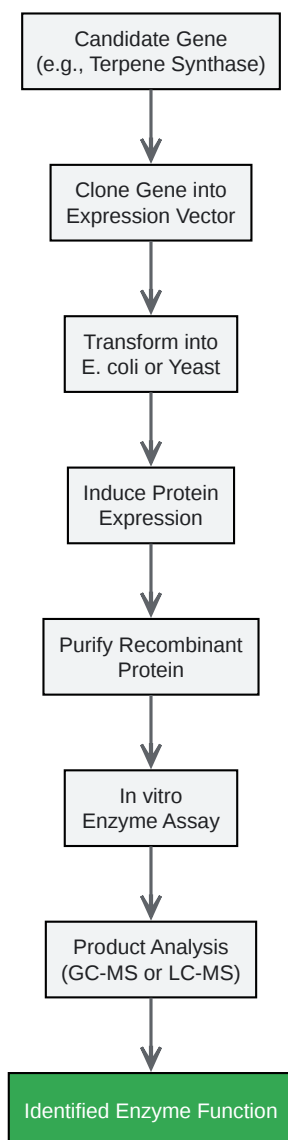 Candidate Gene
(e.g., Terpene Synthase)
Clone Gene into
Expression Vector
Transform into
E. coli or Yeast
Induce Protein
Expression
Purify Recombinant
Protein
In vitro
Enzyme Assay
Product Analysis
(GC-MS or LC-MS)
Identified Enzyme Function